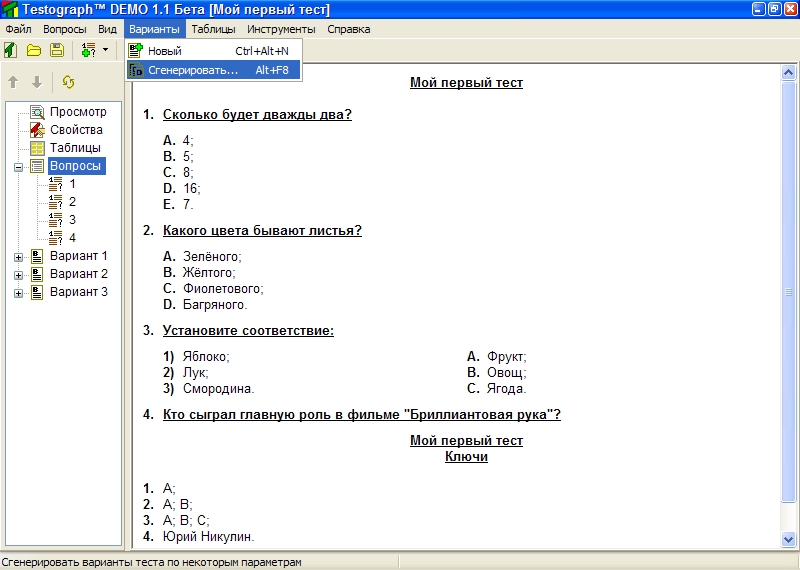 Testograph™ DEMO 1.1 Бета [Мой первый тест]
Файл Вопросы Вид Варианты Таблицы Инструменты Справка
Новый Ctrl+Alt+N
Сгенерировать... Alt+F8
Просмотр
Свойства
Таблицы
Вопросы
1
2
3
4
Вариант 1
Вариант 2
Вариант 3
Мой первый тест
1. Сколько будет дважды два?
A. 4;
B. 5;
C. 8;
D. 16;
E. 7.
2. Какого цвета бывают листья?
A. Зелёного;
B. Жёлтого;
C. Фиолетового;
D. Багряного.
3. Установите соответствие:
1) Яблоко; A. Фрукт;
2) Лук; B. Овощ;
3) Смородина. C. Ягода.
4. Кто сыграл главную роль в фильме "Бриллиантовая рука"?
Мой первый тест
Ключи
1. A;
2. A; B;
3. A; B; C;
4. Юрий Никулин.
Сгенерировать варианты теста по некоторым параметрам